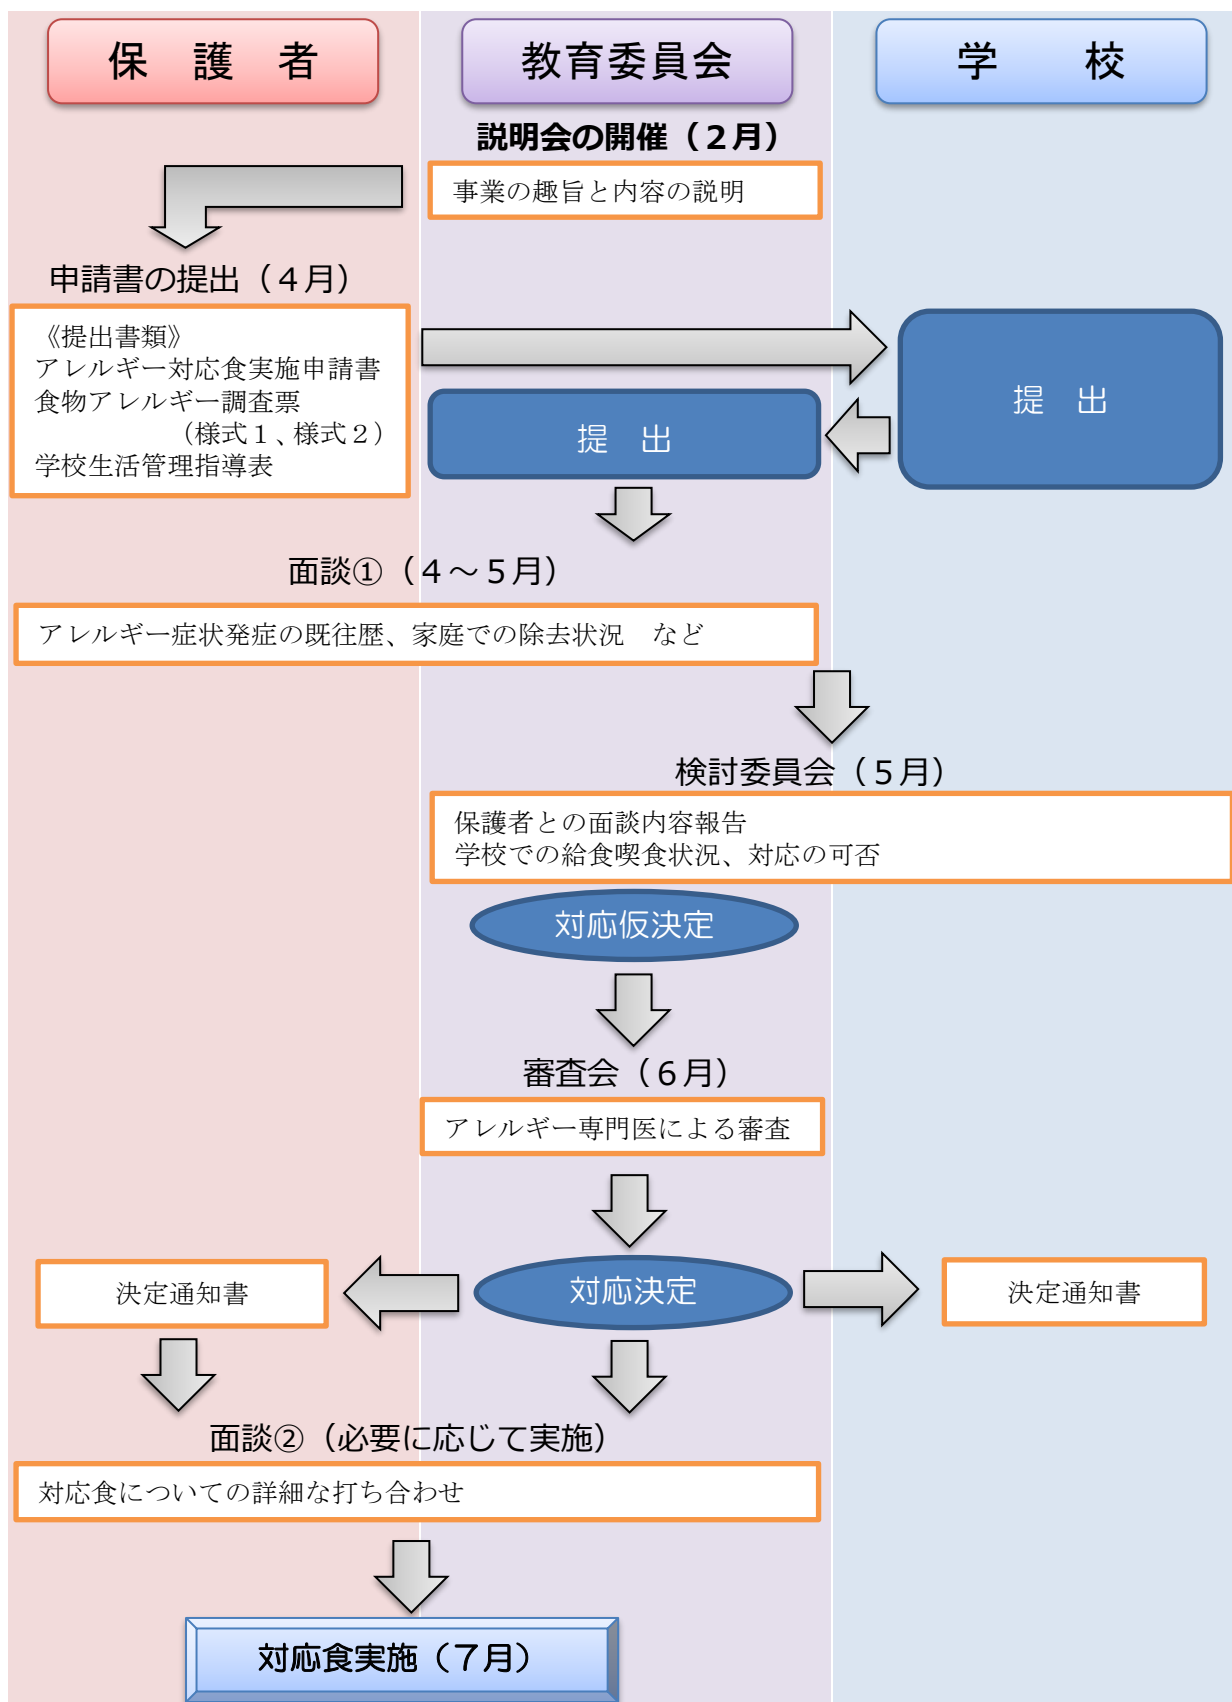 保　護　者
教育委員会
学　　校
説明会の開催（２月）
事業の趣旨と内容の説明
申請書の提出（４月）
《提出書類》
アレルギー対応食実施申請書
食物アレルギー調査票
（様式１、様式２）
学校生活管理指導表
提　出
提　出
面談①（４～５月）
アレルギー症状発症の既往歴、家庭での除去状況　など
検討委員会（５月）
保護者との面談内容報告
学校での給食喫食状況、対応の可否
対応仮決定
審査会（６月）
アレルギー専門医による審査
決定通知書
対応決定
決定通知書
面談②（必要に応じて実施）
対応食についての詳細な打ち合わせ
対応食実施（７月）